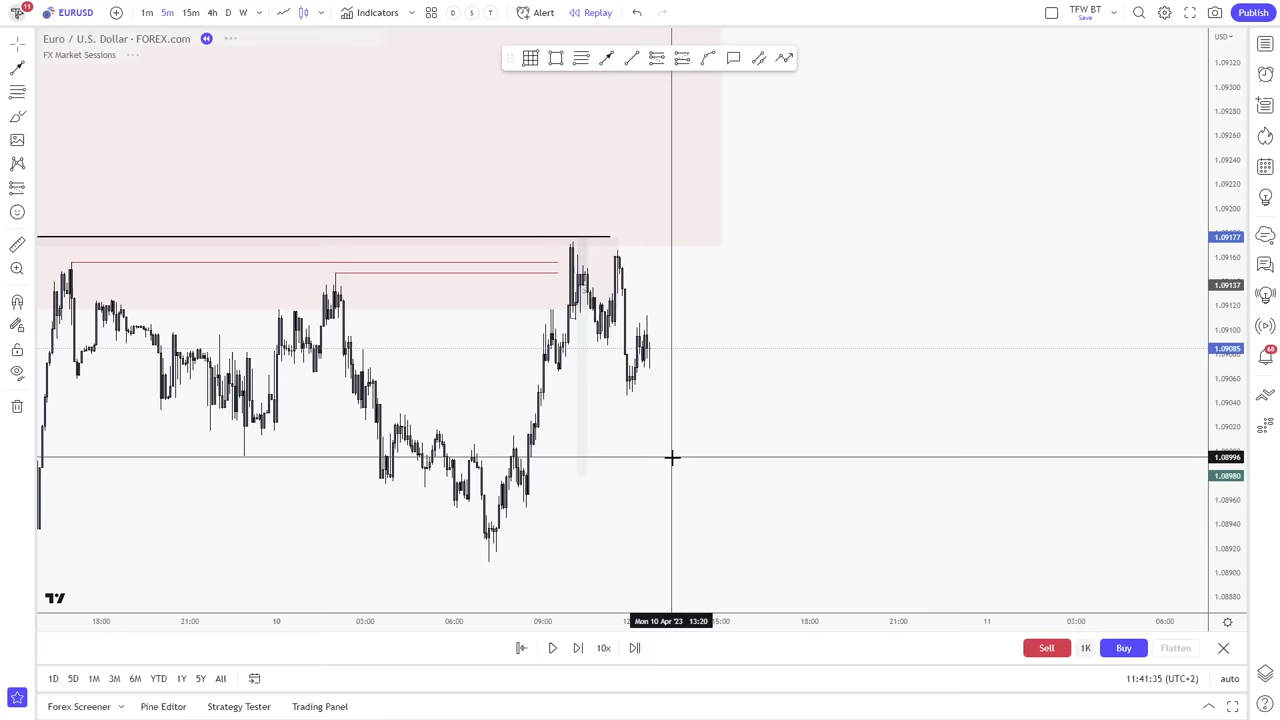 11
EURUSD
1m 5m 15m 4h D W
Indicators
D S T
Alert
Replay
TFW BT
Save
Publish
Euro / U.S. Dollar · FOREX.com
FX Market Sessions
USD
1.09320
1.09300
1.09280
1.09260
1.09240
1.09220
1.09200
1.09177
1.09160
1.09137
1.09120
1.09100
1.09085
1.09060
1.09040
1.09020
1.08996
1.08980
1.08960
1.08940
1.08920
1.08900
1.08880
68
18:00 21:00 10 03:00 06:00 09:00 Mon 10 Apr '23 13:20 15:00 18:00 21:00 11 03:00 06:00
10x
Sell 1K Buy Flatten
1D 5D 1M 3M 6M YTD 1Y 5Y All
11:41:35 (UTC+2) auto
Forex Screener Pine Editor Strategy Tester Trading Panel